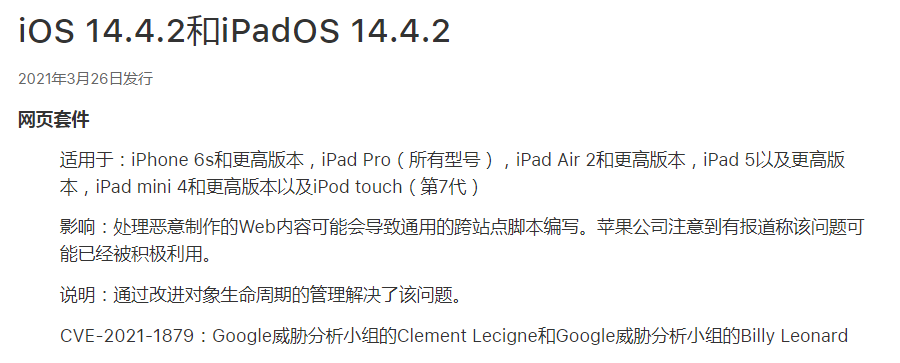 iOS 14.4.2和iPadOS 14.4.2
2021年3月26日发行
网页套件
适用于：iPhone 6s和更高版本，iPad Pro（所有型号），iPad Air 2和更高版本，iPad 5以及更高版
本，iPad mini 4和更高版本以及iPod touch（第7代）
影响：处理恶意制作的Web内容可能会导致通用的跨站点脚本编写。苹果公司注意到有报道称该问题可
能已经被积极利用。
说明：通过改进对象生命周期的管理解决了该问题。
CVE-2021-1879：Google威胁分析小组的Clement Lecigne和Google威胁分析小组的Billy Leonard